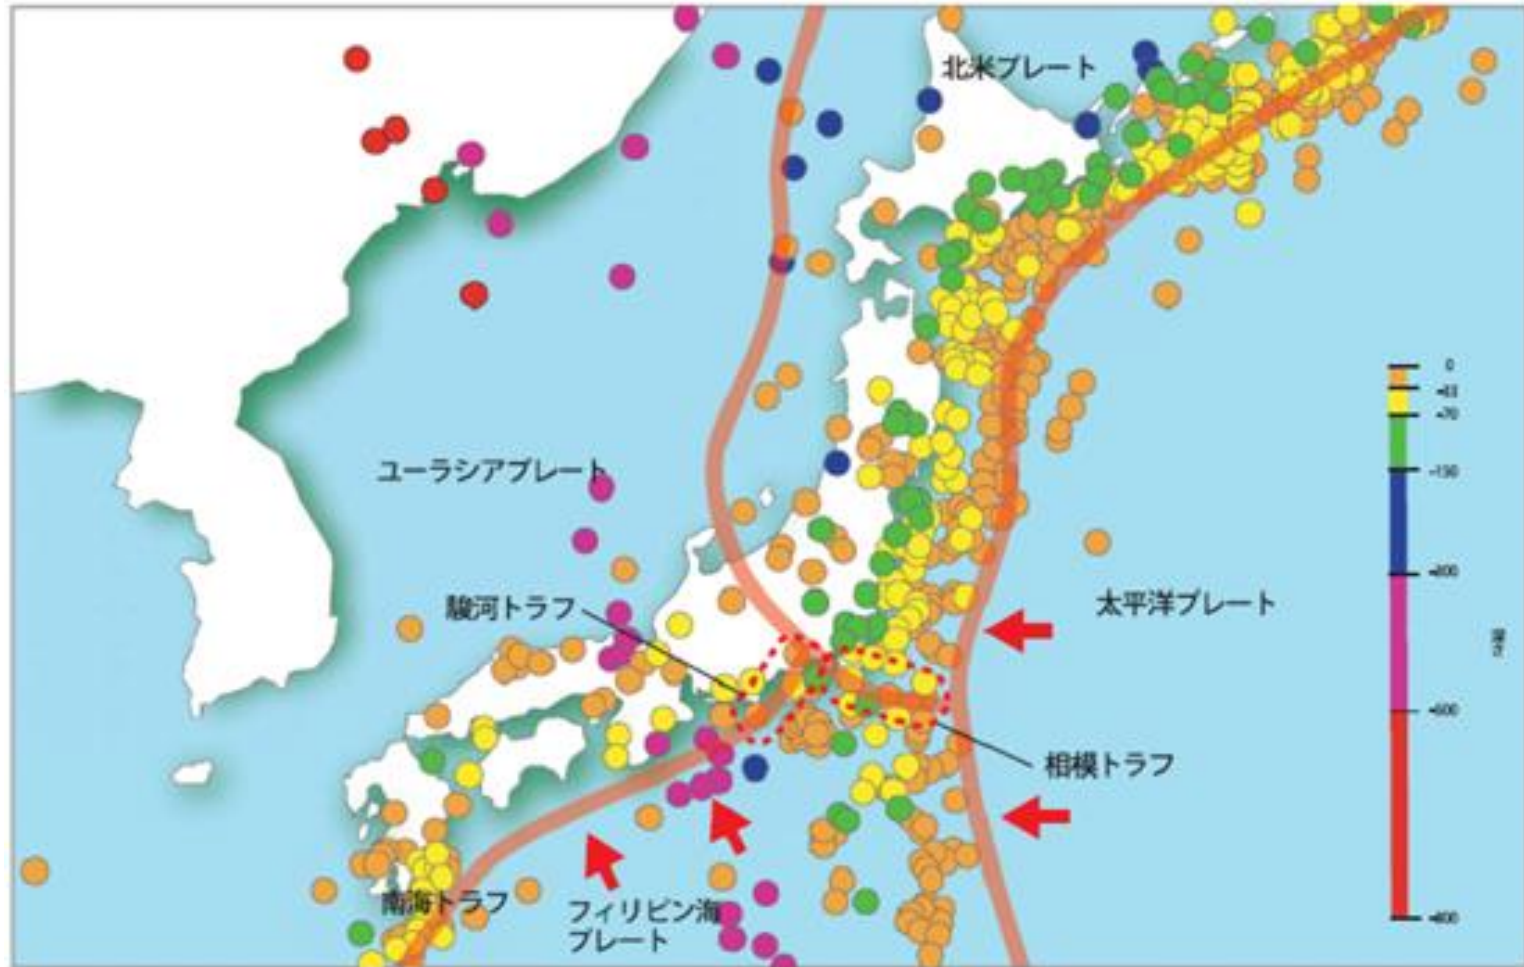 北米プレート
ユーラシアプレート
駿河トラフ
太平洋プレート
相模トラフ
南海トラフ
フィリピン海
プレート
0
-70
-150